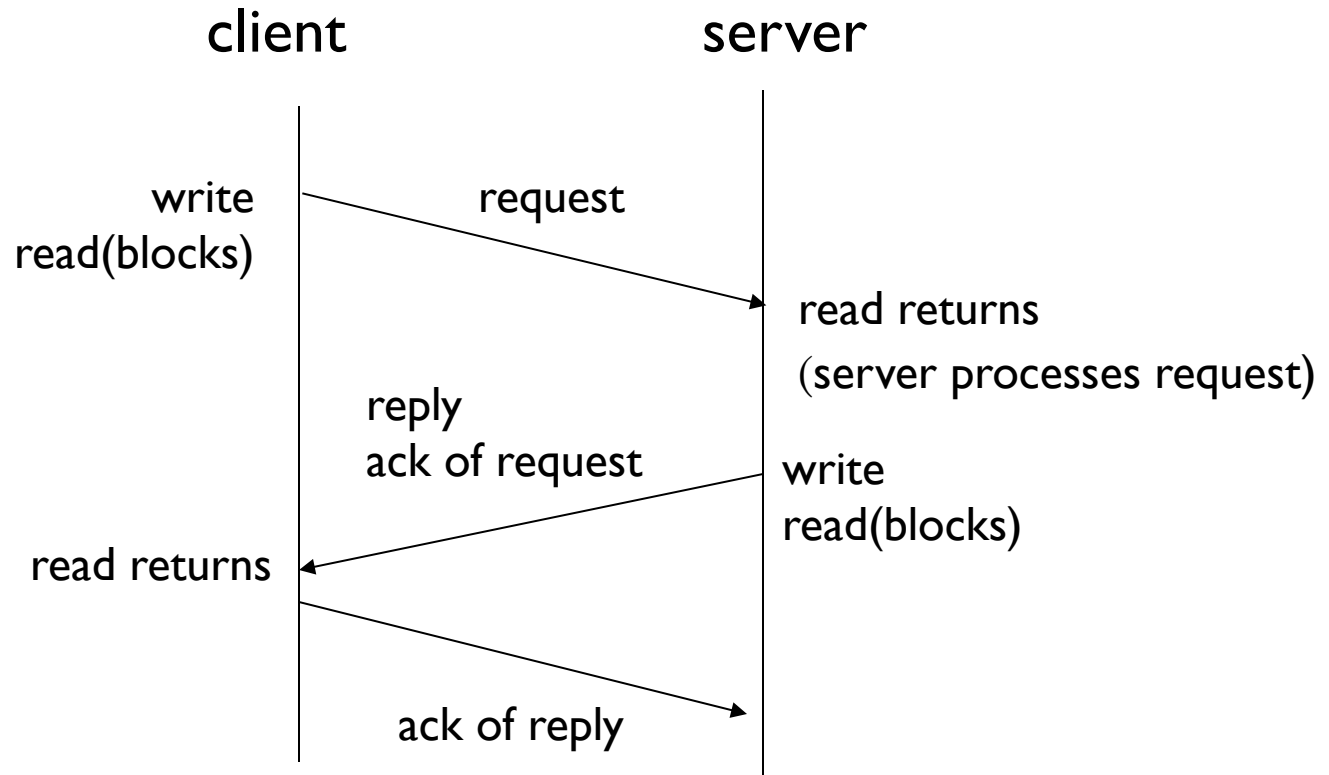 client
server
write
read(blocks)
request
read returns
(server processes request)
reply
ack of request
write
read(blocks)
read returns
ack of reply